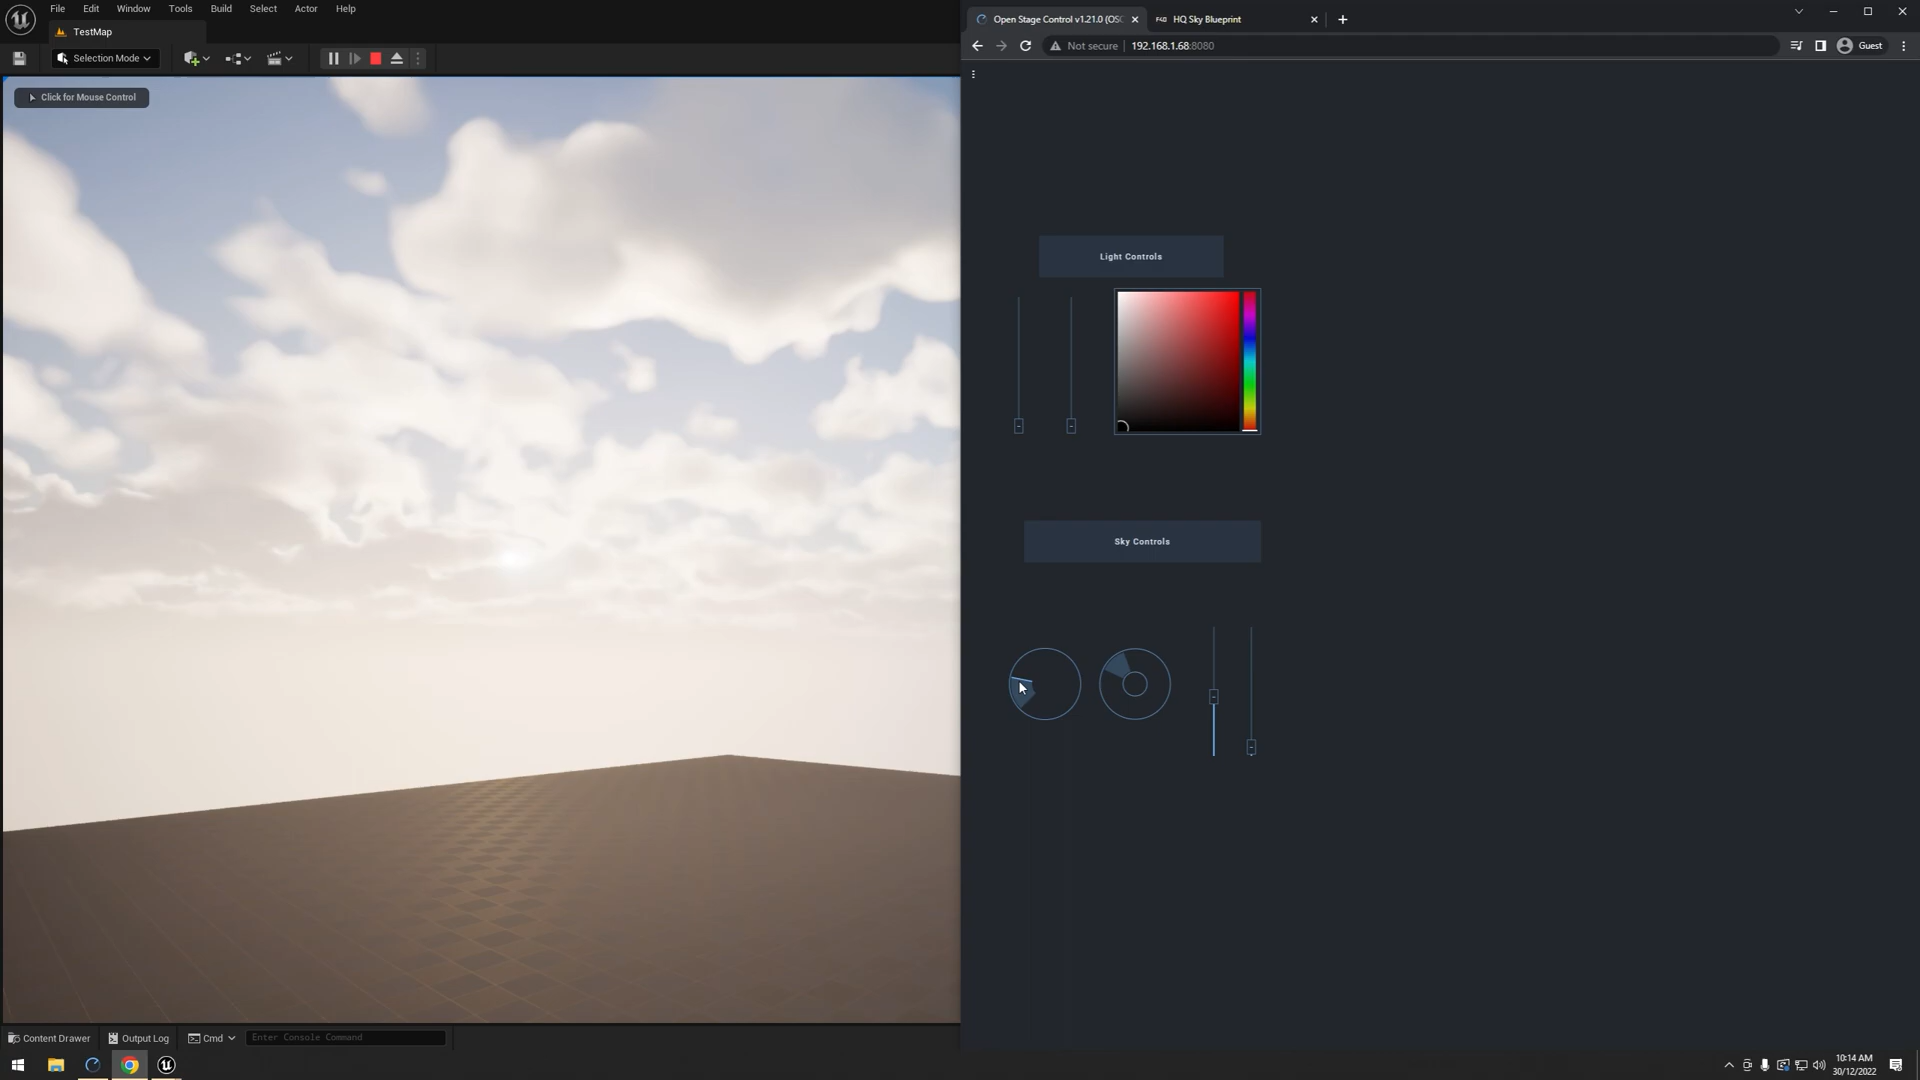 File Edit Window Tools Build Select Actor Help
TestMap
Selection Mode
Click for Mouse Control
Content Drawer
Output Log
Cmd
Enter Console Command
Open Stage Control v1.21.0 (OSC
HQ Sky Blueprint
Not secure
192.168.1.68:8080
Guest
Light Controls
Sky Controls
10:14 AM
30/12/2022